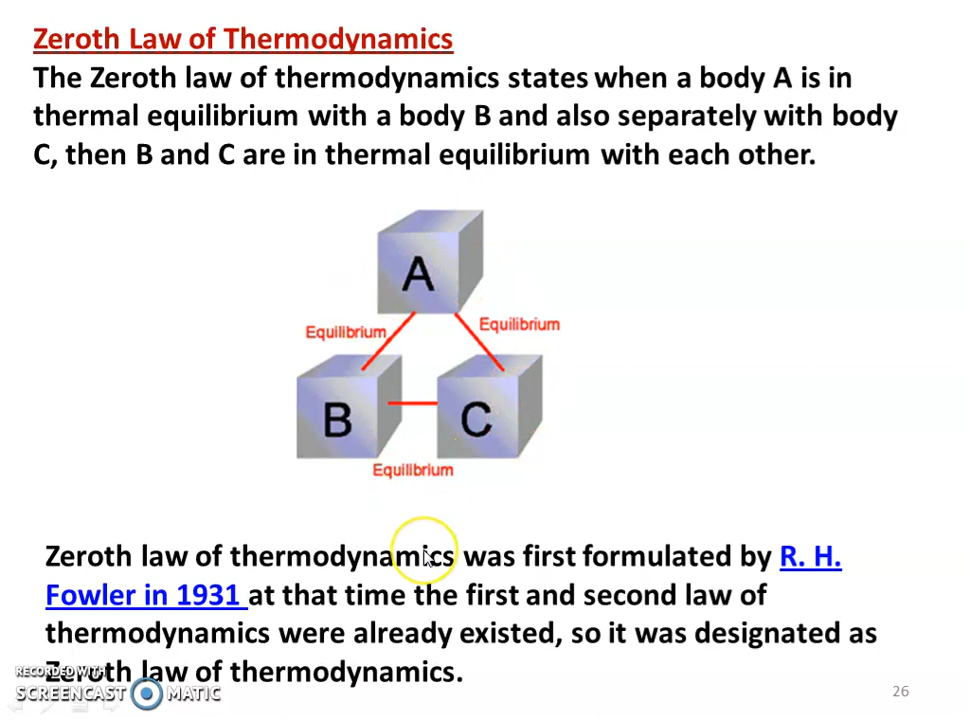 Zeroth Law of Thermodynamics
The Zeroth law of thermodynamics states when a body A is in
thermal equilibrium with a body B and also separately with body
C, then B and C are in thermal equilibrium with each other.
A
Equilibrium
Equilibrium
B
C
Equilibrium
Zeroth law of thermodynamics was first formulated by R. H.
Fowler in 1931 at that time the first and second law of
thermodynamics were already existed, so it was designated as
Zeroth law of thermodynamics.
RECORDED WITH
SCREENCAST MATIC
26